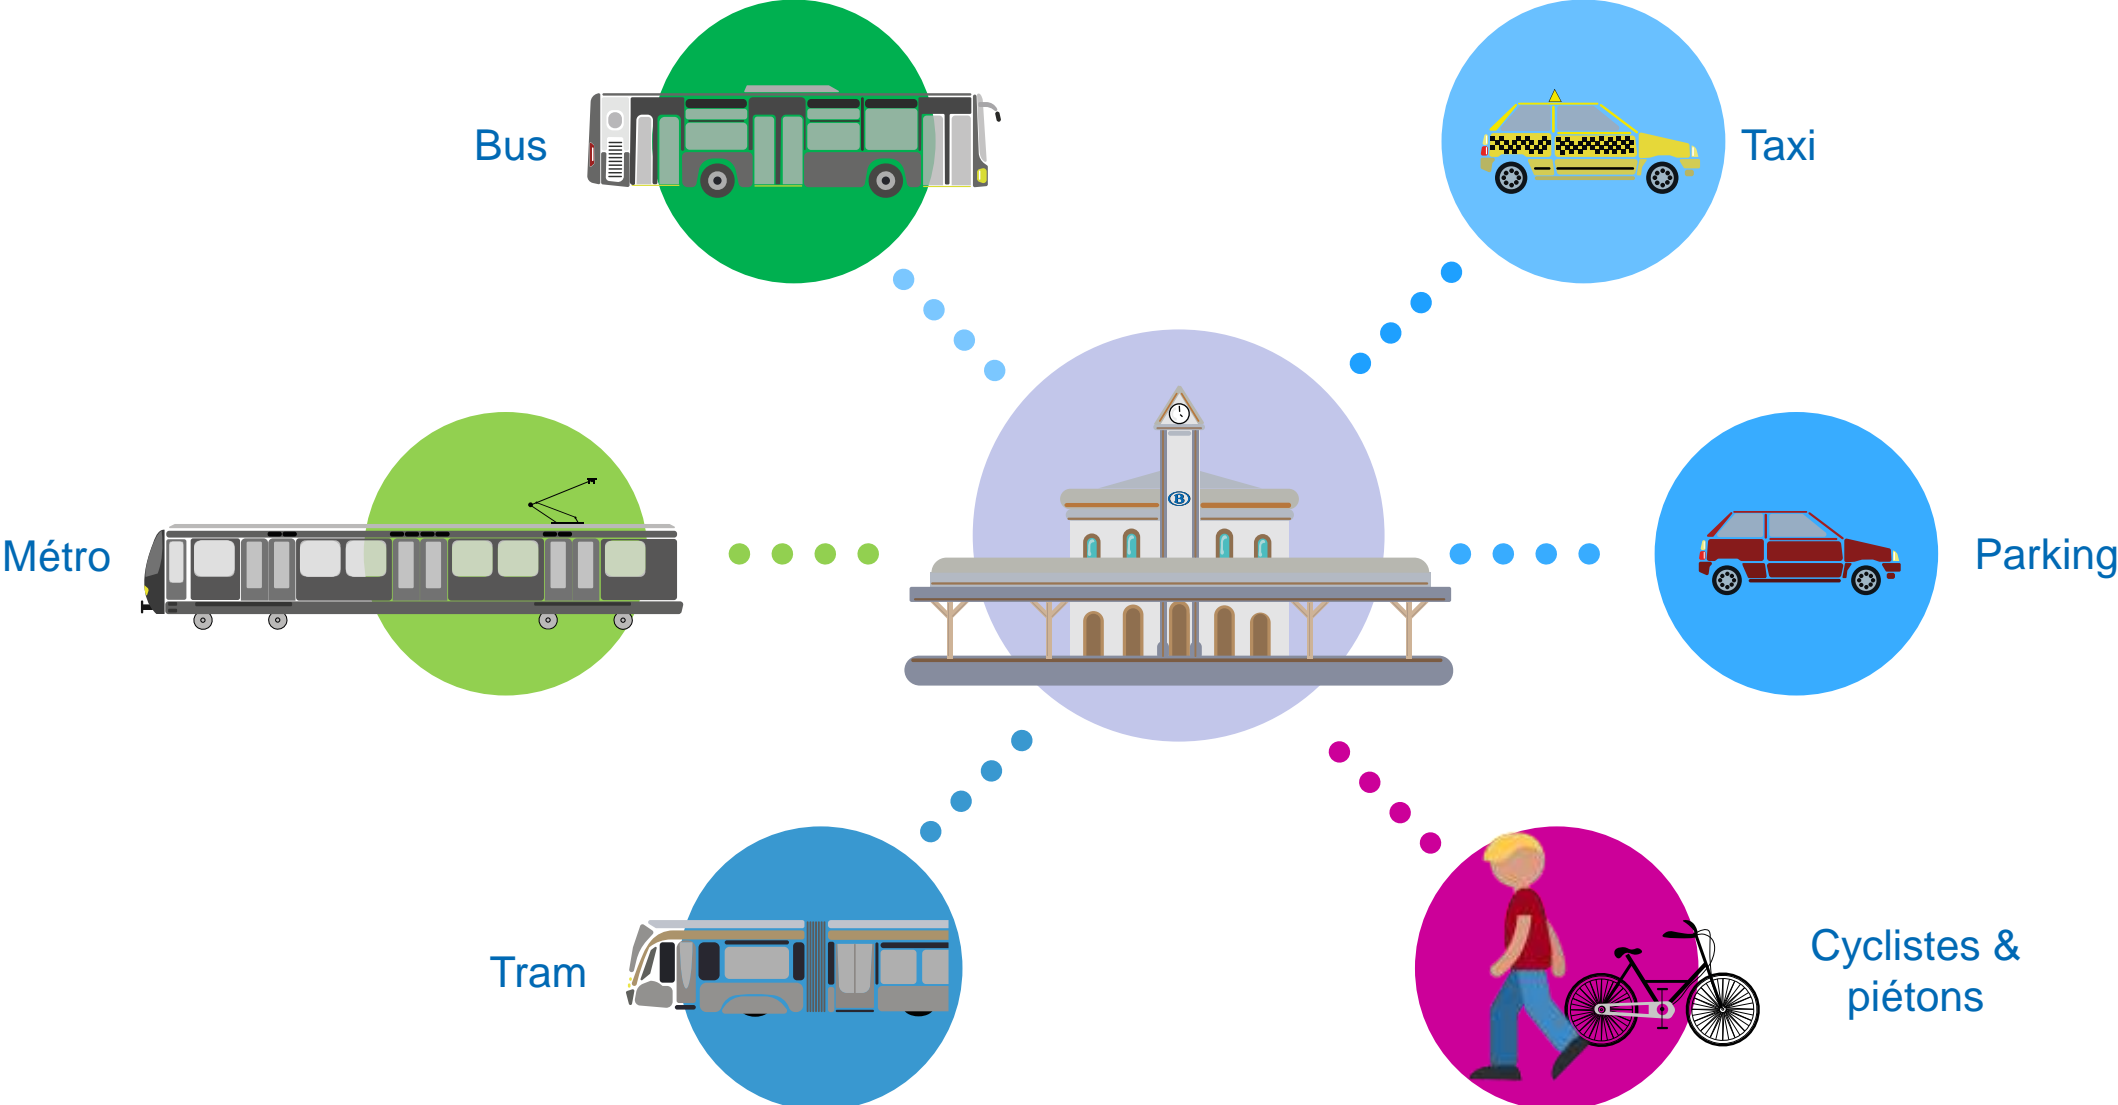 Bus
Taxi
B
Métro
Parking
Tram
Cyclistes &
piétons